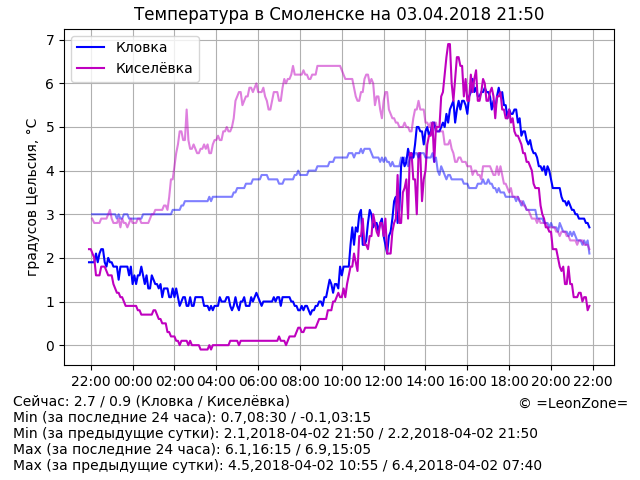 Температура в Смоленске на 03.04.2018 21:50
Кловка
Киселёвка
градусов Цельсия, °C
7
6
5
4
3
2
1
0
22:00 00:00 02:00 04:00 06:00 08:00 10:00 12:00 14:00 16:00 18:00 20:00 22:00
Сейчас: 2.7 / 0.9 (Кловка / Киселёвка)
© =LeonZone=
Min (за последние 24 часа): 0.7,08:30 / -0.1,03:15
Min (за предыдущие сутки): 2.1,2018-04-02 21:50 / 2.2,2018-04-02 21:50
Max (за последние 24 часа): 6.1,16:15 / 6.9,15:05
Max (за предыдущие сутки): 4.5,2018-04-02 10:55 / 6.4,2018-04-02 07:40